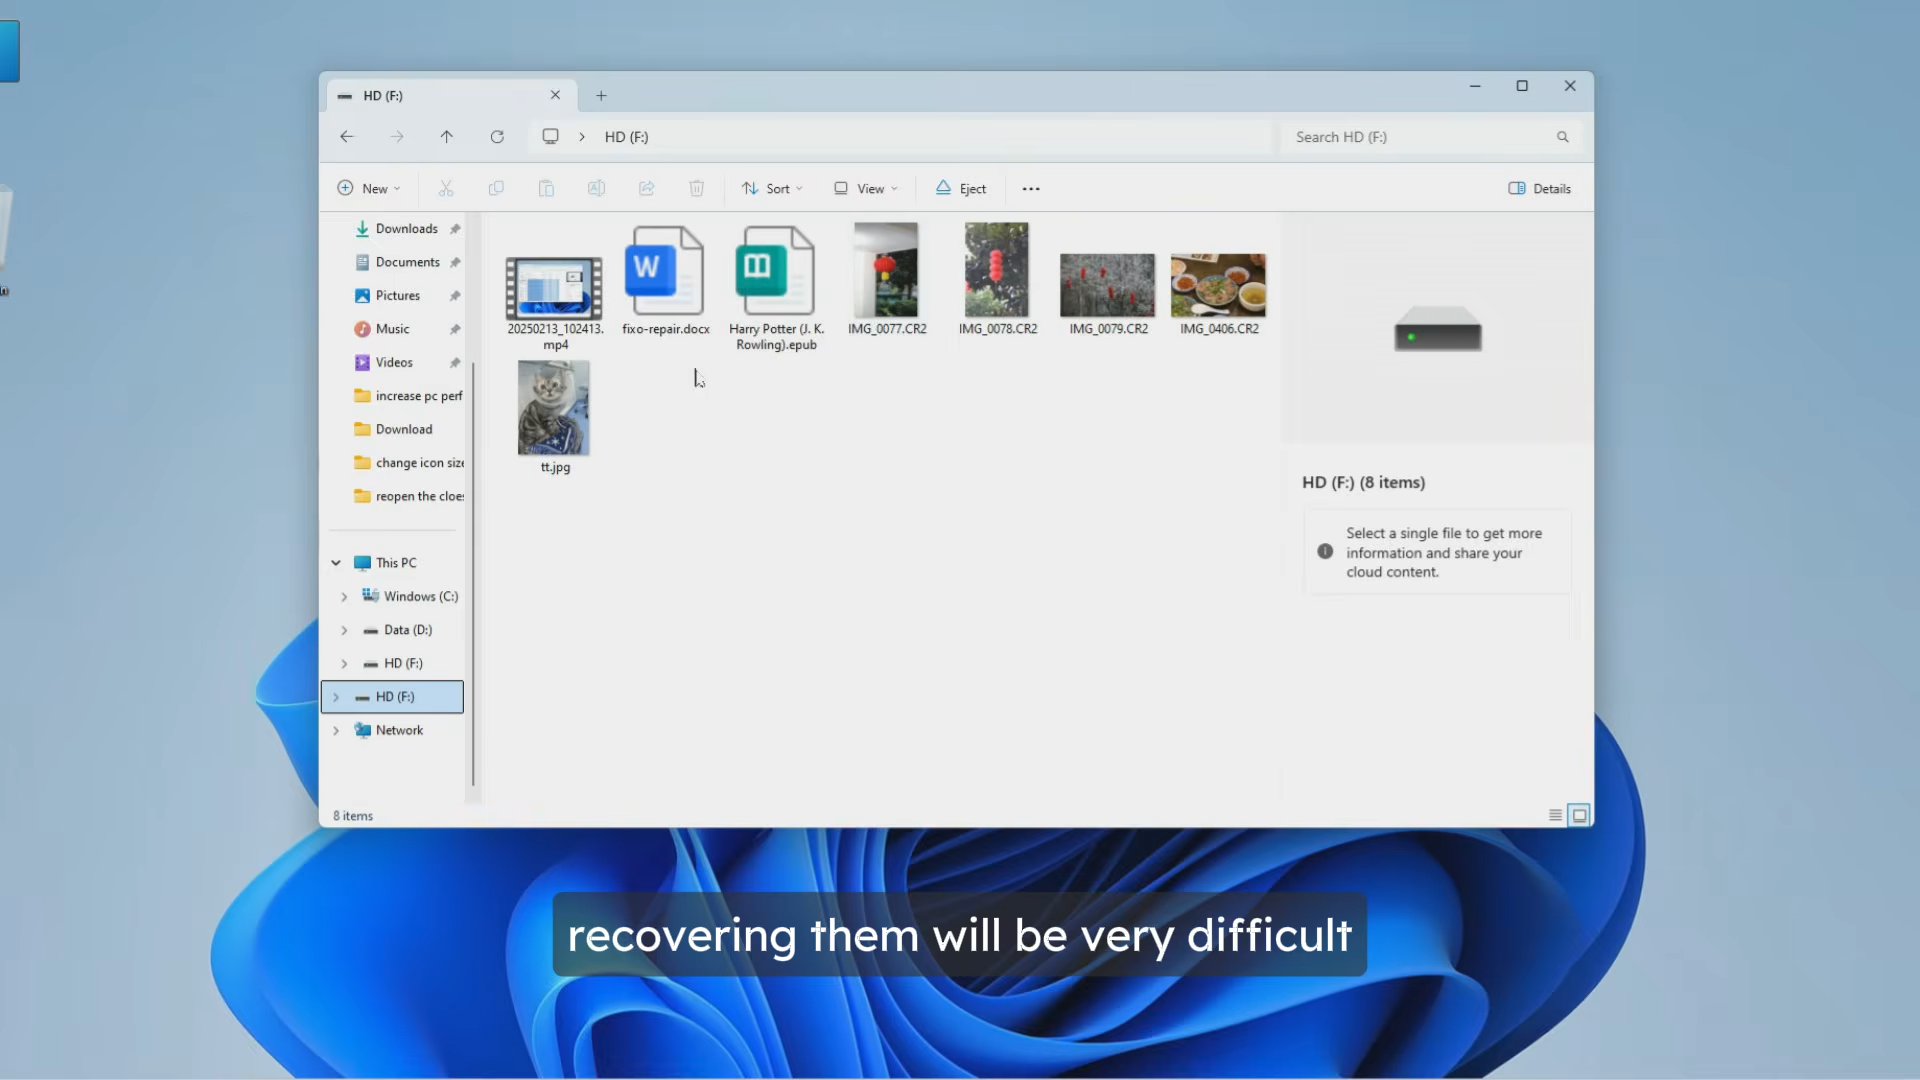 HD (F:)
HD (F:)
Search HD (F:)
New
Sort
View
Eject
Details
Downloads
Documents
Pictures
Music
Videos
increase pc perf
Download
change icon size
reopen the cloes
This PC
Windows (C:)
Data (D:)
HD (F:)
HD (F:)
Network
20250213_102413.
mp4
fixo-repair.docx
Harry Potter (J. K.
Rowling).epub
IMG_0077.CR2
IMG_0078.CR2
IMG_0079.CR2
IMG_0406.CR2
tt.jpg
HD (F:) (8 items)
Select a single file to get more
information and share your
cloud content.
8 items
recovering them will be very difficult